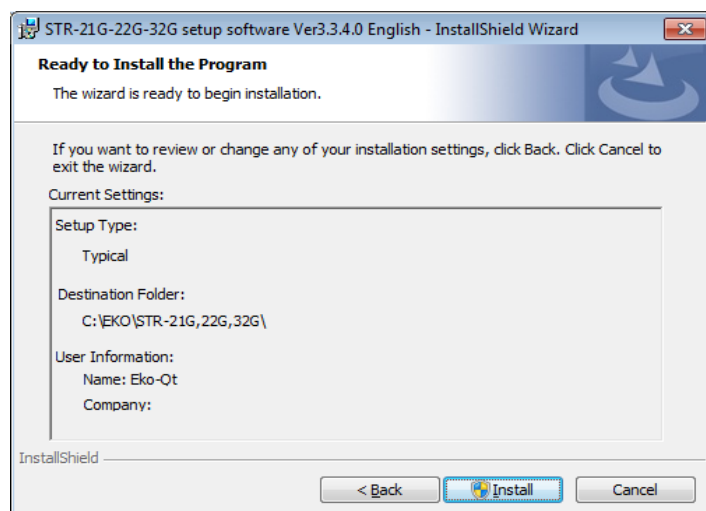 STR-21G-22G-32G setup software Ver3.3.4.0 English - InstallShield Wizard
Ready to Install the Program
The wizard is ready to begin installation.
If you want to review or change any of your installation settings, click Back. Click Cancel to
exit the wizard.
Current Settings:
Setup Type:
Typical
Destination Folder:
C:\EKO\STR-21G,22G,32G\
User Information:
Name: Eko-Qt
Company:
InstallShield
< Back
Install
Cancel